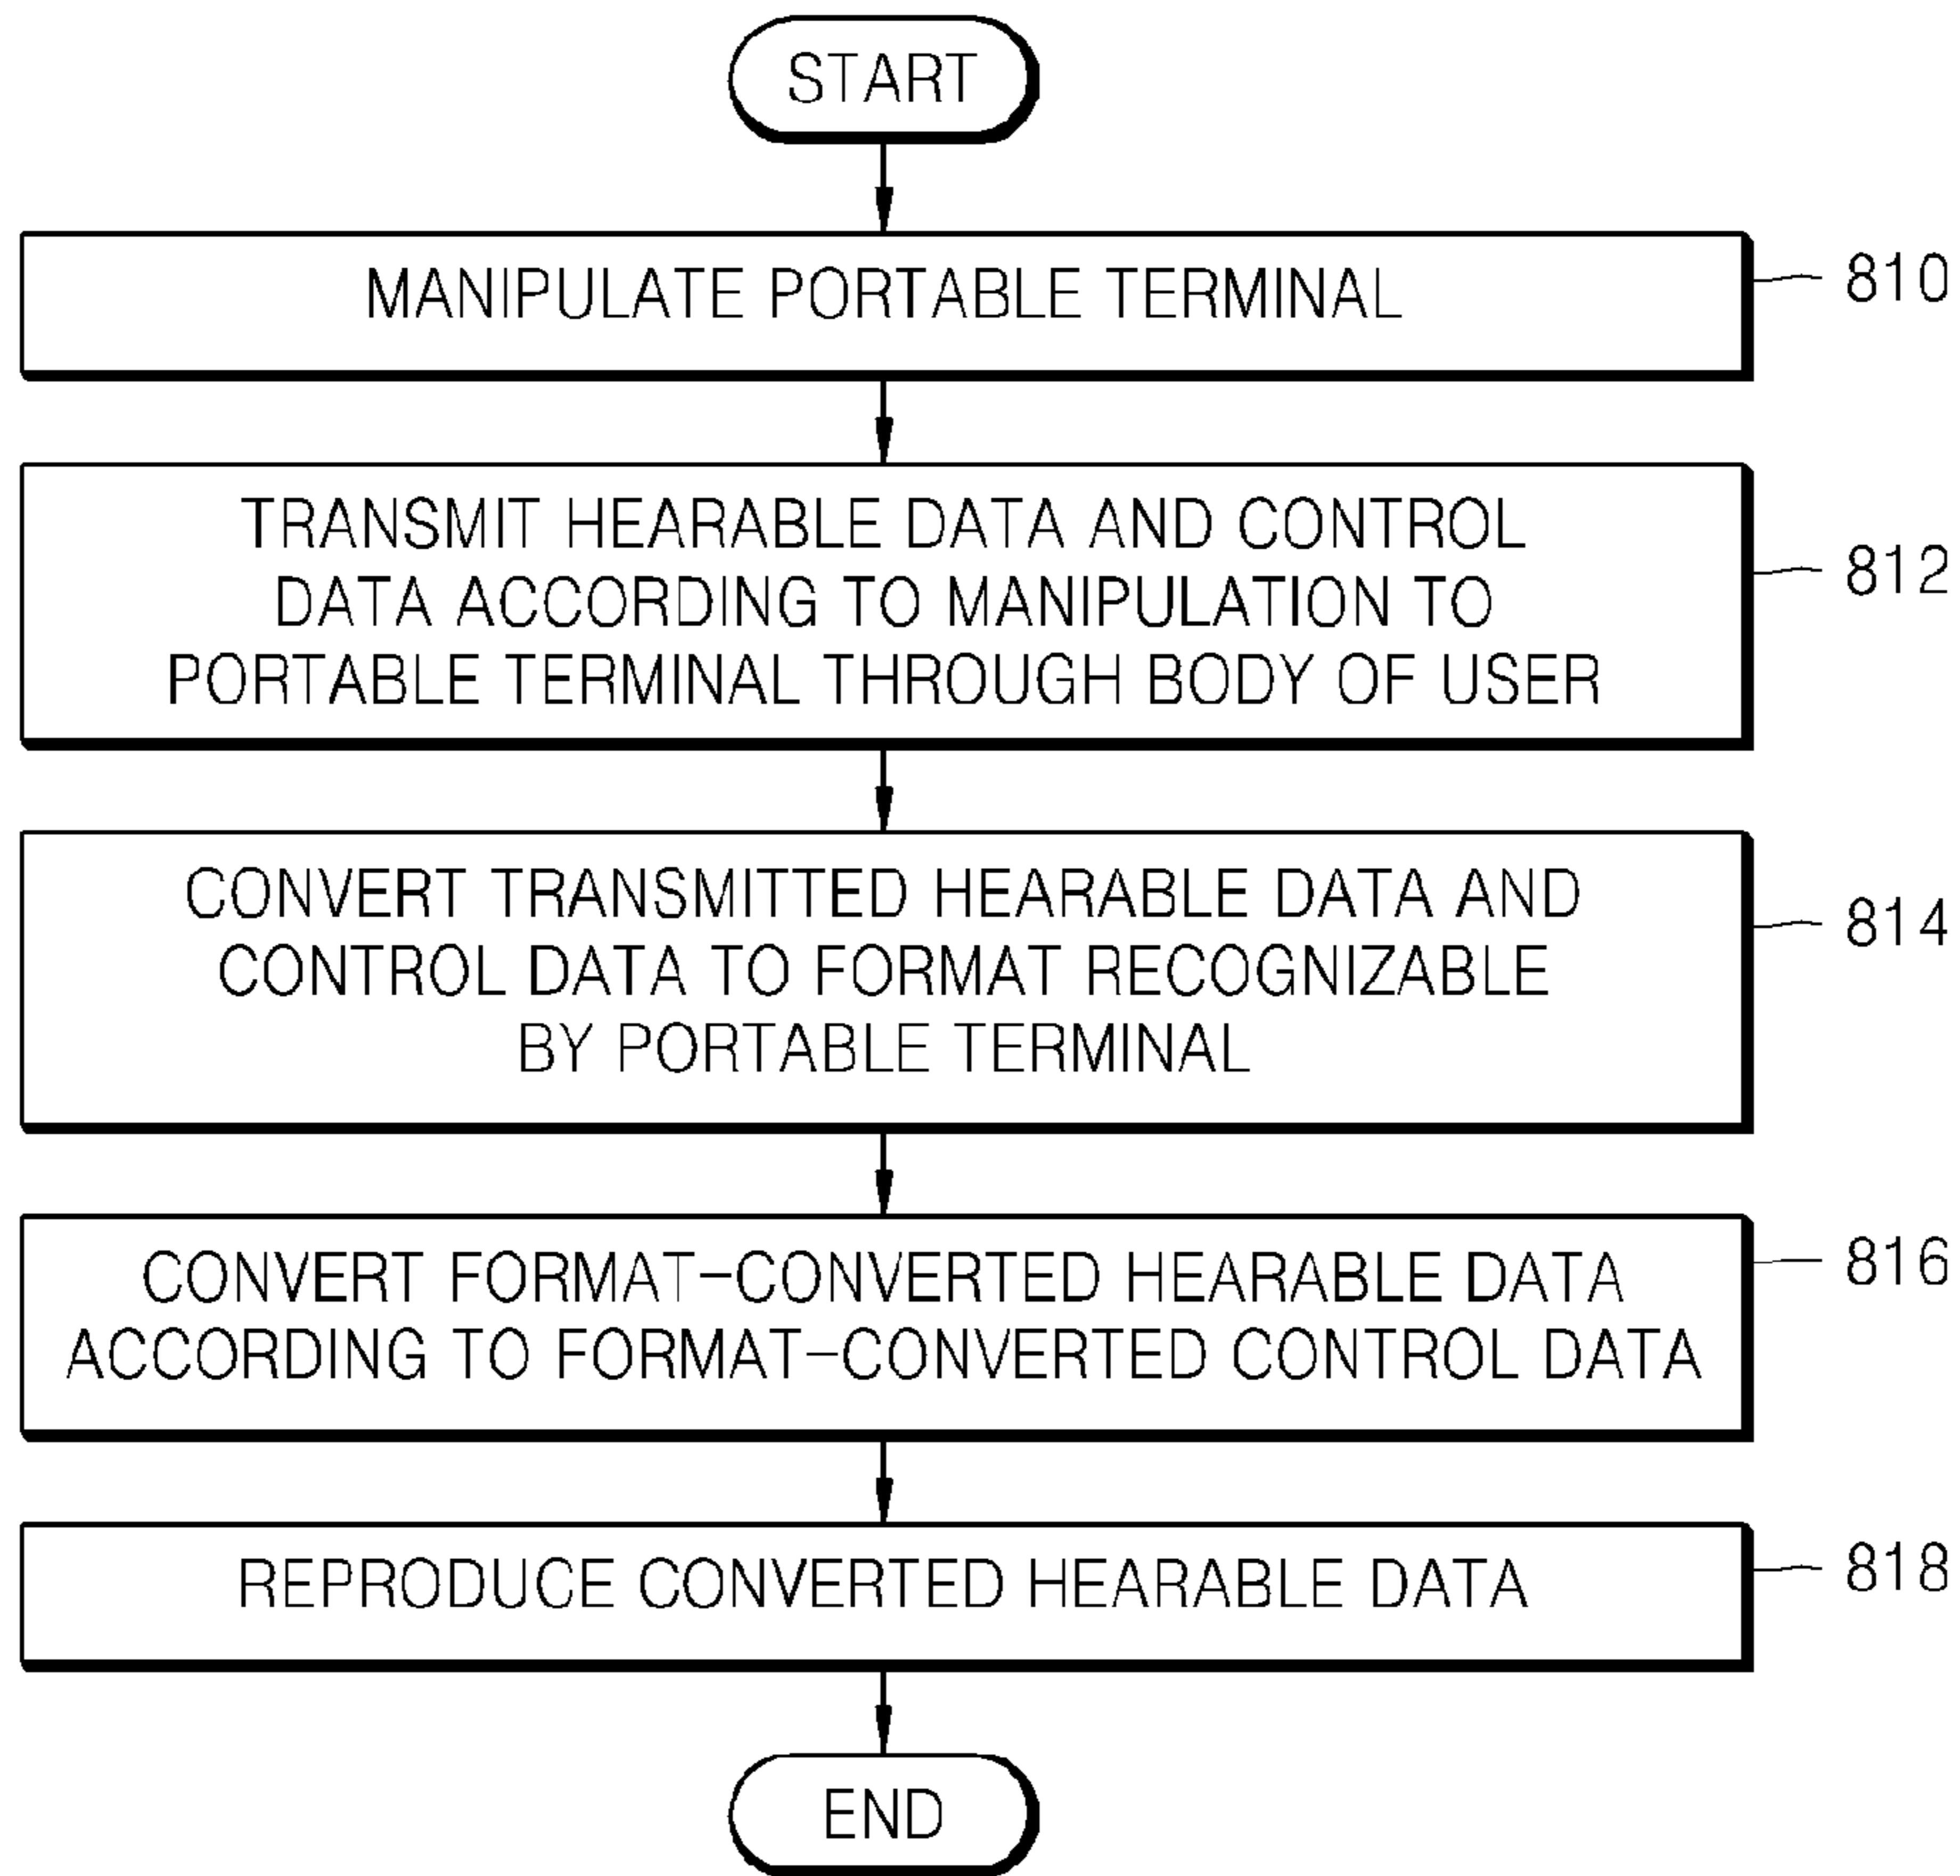 START
MANIPULATE PORTABLE TERMINAL
810
TRANSMIT HEARABLE DATA AND CONTROL
DATA ACCORDING TO MANIPULATION TO
PORTABLE TERMINAL THROUGH BODY OF USER
812
CONVERT TRANSMITTED HEARABLE DATA AND
CONTROL DATA TO FORMAT RECOGNIZABLE
BY PORTABLE TERMINAL
814
CONVERT FORMAT-CONVERTED HEARABLE DATA
ACCORDING TO FORMAT-CONVERTED CONTROL DATA
816
REPRODUCE CONVERTED HEARABLE DATA
818
END